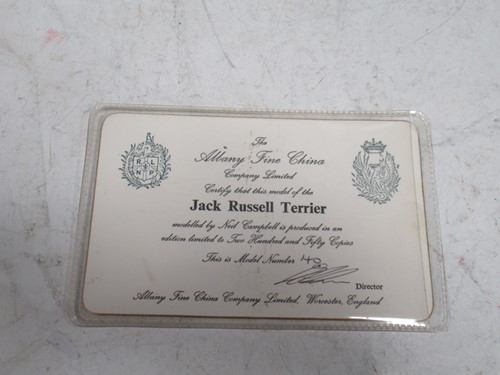 The
Albany Fine China
Company Limited
Certify that this model of the
Jack Russell Terrier
modelled by Neil Campbell is produced in an
edition limited to Two Hundred and Fifty Copies
This is Model Number 40
Director
Albany Fine China Company Limited, Worcester, England
R L
N P